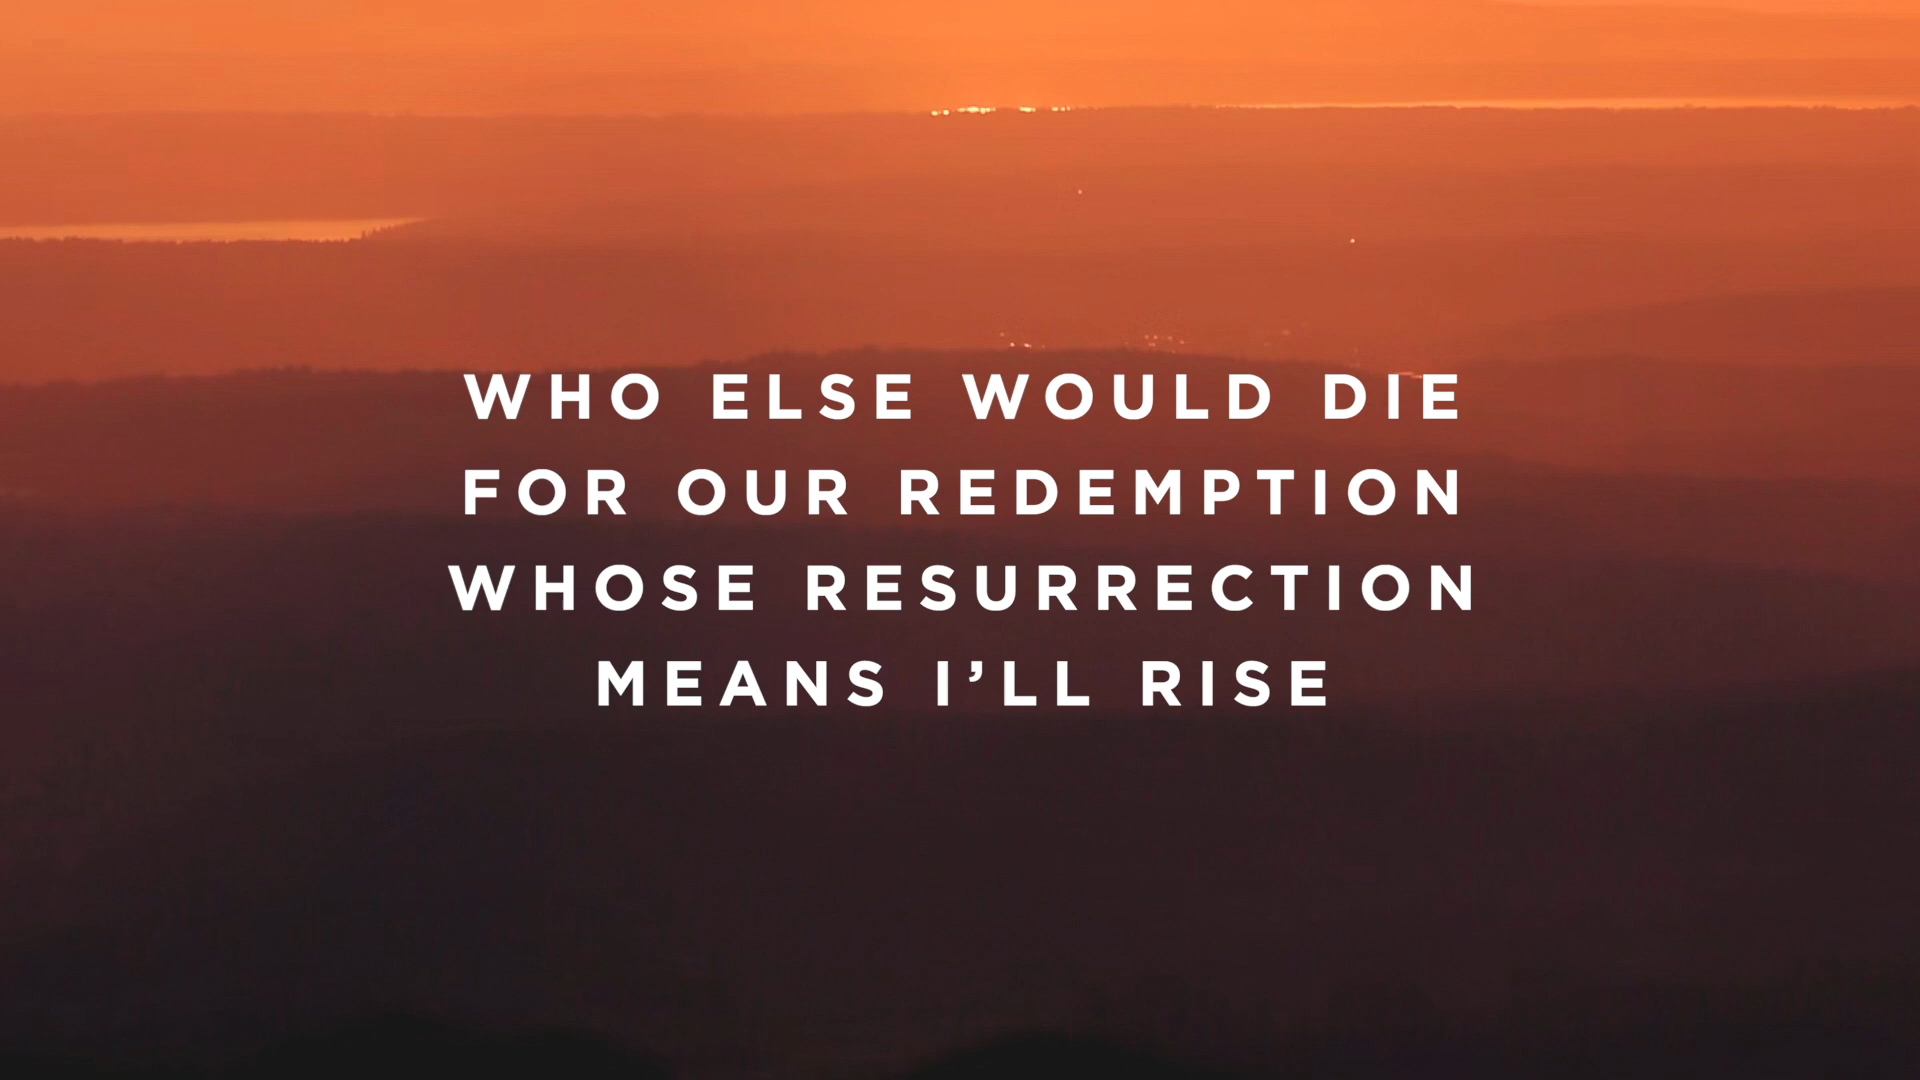 WHO ELSE WOULD DIE
FOR OUR REDEMPTION
WHOSE RESURRECTION
MEANS I’LL RISE